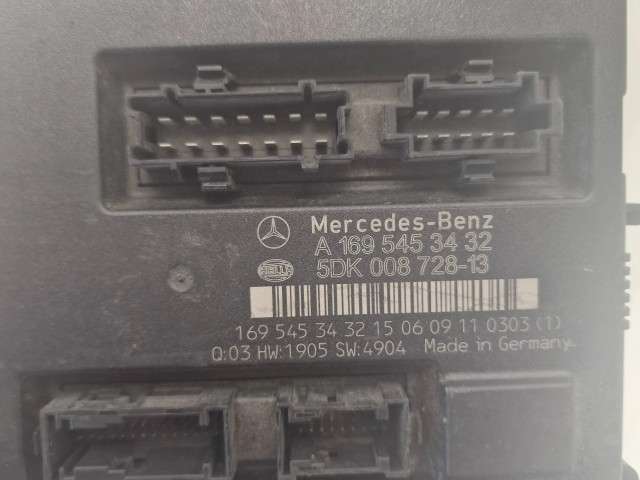 Mercedes-Benz
A 169 545 34 32
HELLA 5DK 008 728-13
169 545 34 32 15 06 09 11 0303 (1)
Q:03 HW:1905 SW:4904 Made in Germany.